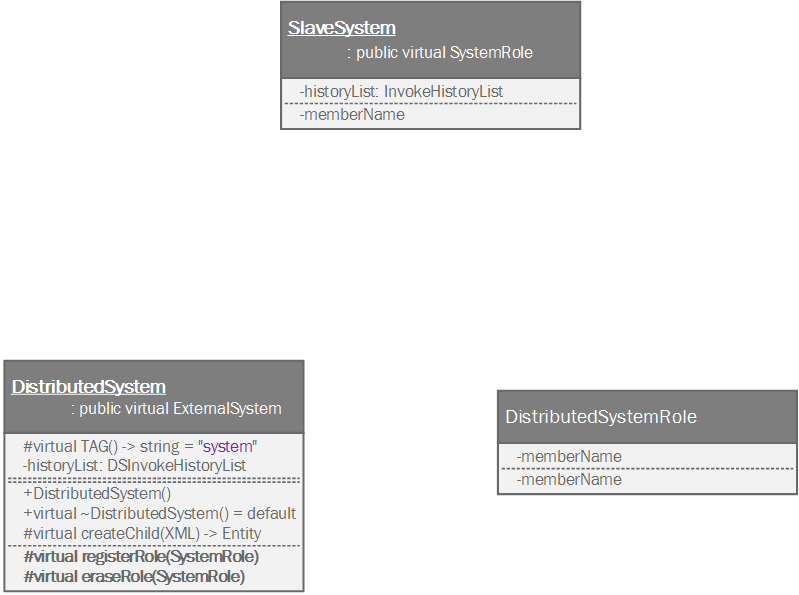 SlaveSystem
: public virtual SystemRole
-historyList: InvokeHistoryList
-memberName
DistributedSystem
: public virtual ExternalSystem
#virtual TAG() -> string = "system"
-historyList: DSInvokeHistoryList
+DistributedSystem()
+virtual ~DistributedSystem() = default
#virtual createChild(XML) -> Entity
#virtual registerRole(SystemRole)
#virtual eraseRole(SystemRole)
DistributedSystemRole
-memberName
-memberName